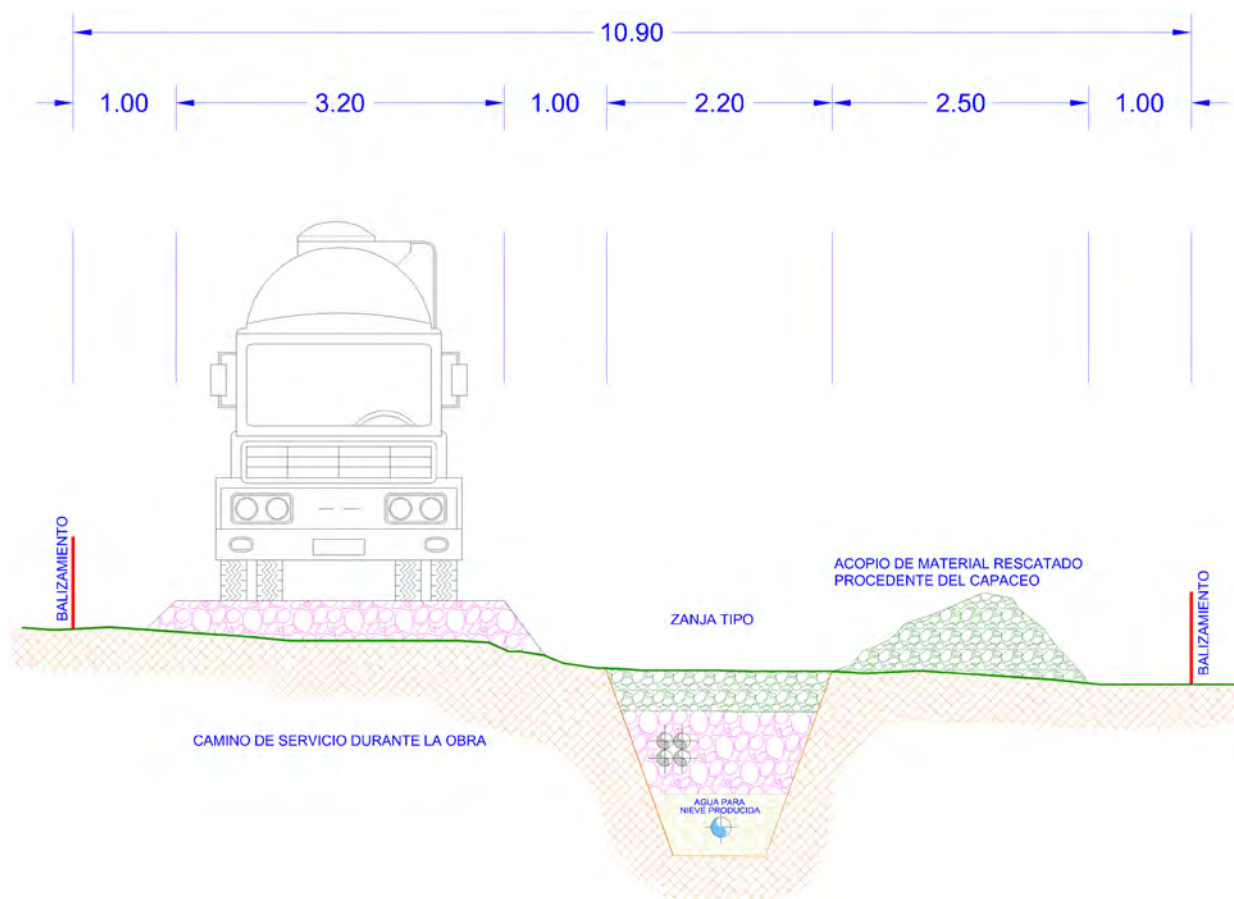 10.90
1.00
3.20
1.00
2.20
2.50
1.00
BALIZAMIENTO
ACOPIO DE MATERIAL RESCATADO
PROCEDENTE DEL CAPACEO
ZANJA TIPO
BALIZAMIENTO
CAMINO DE SERVICIO DURANTE LA OBRA
AGUA PARA
NIEVE PRODUCIDA